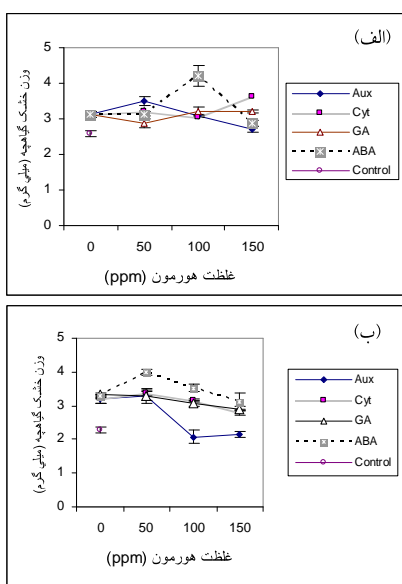 (الف)
وزن خشک گیاهچه (میلی گرم)
5
4
3
2
1
0
0 50 100 150
غلظت هورمون (ppm)
Aux
Cyt
GA
ABA
Control
(ب)
وزن خشک گیاهچه (میلی گرم)
5
4
3
2
1
0
0 50 100 150
غلظت هورمون (ppm)
Aux
Cyt
GA
ABA
Control